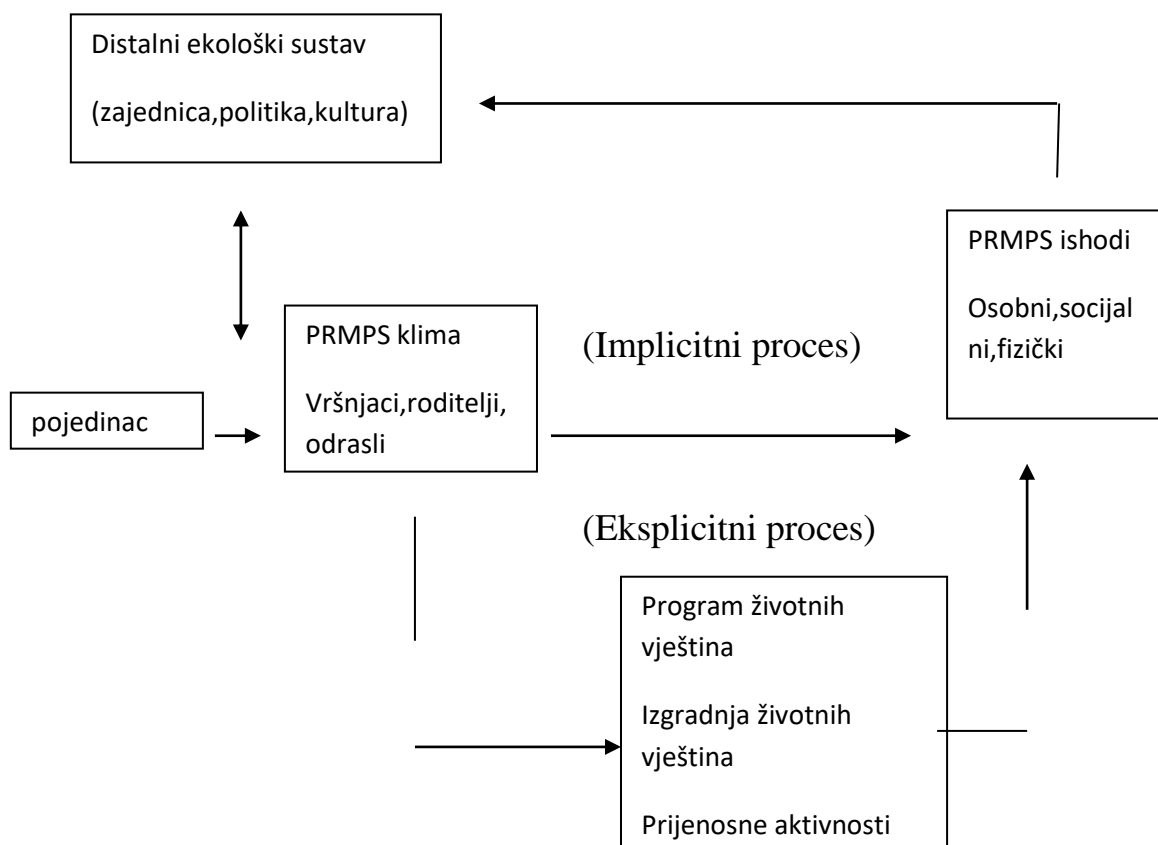 Distalni ekološki sustav
(zajednica,politika,kultura)
PRMPS ishodi
Osobni,socijal
ni,fizički
PRMPS klima
Vršnjaci,roditelji,
odrasli
(Implicitni proces)
pojedinac
(Eksplicitni proces)
Program životnih
vještina
Izgradnja životnih
vještina
Prijenosne aktivnosti